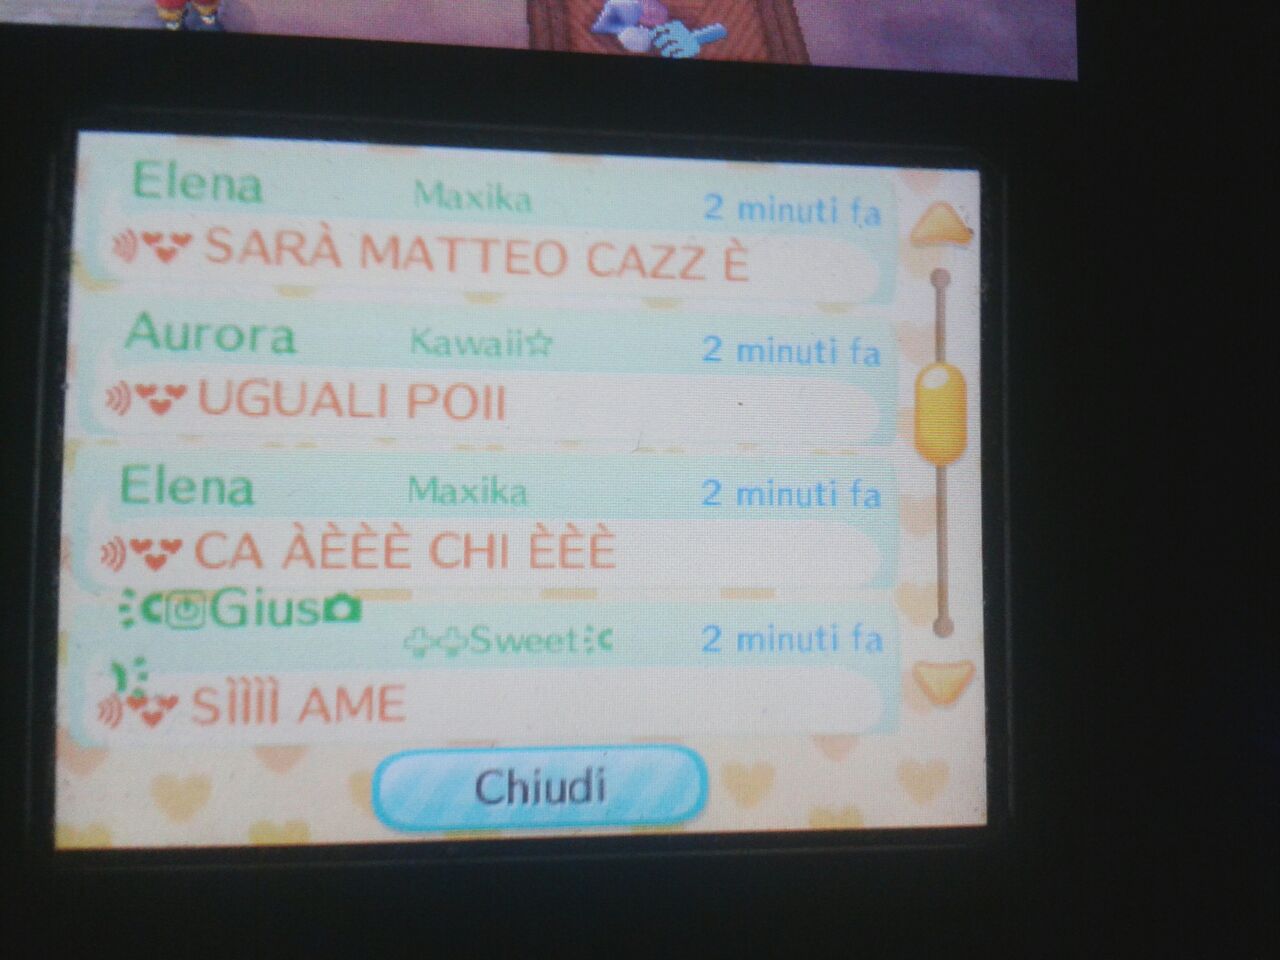 Elena Maxika 2 minuti fa
SARÀ MATTEO CAZZ È
Aurora Kawaii☆ 2 minuti fa
UGUALI POII
Elena Maxika 2 minuti fa
CA ÀÈÈÈ CHI ÈÈÈ
Gius Sweet 2 minuti fa
SÌÌÌÌ AME
Chiudi